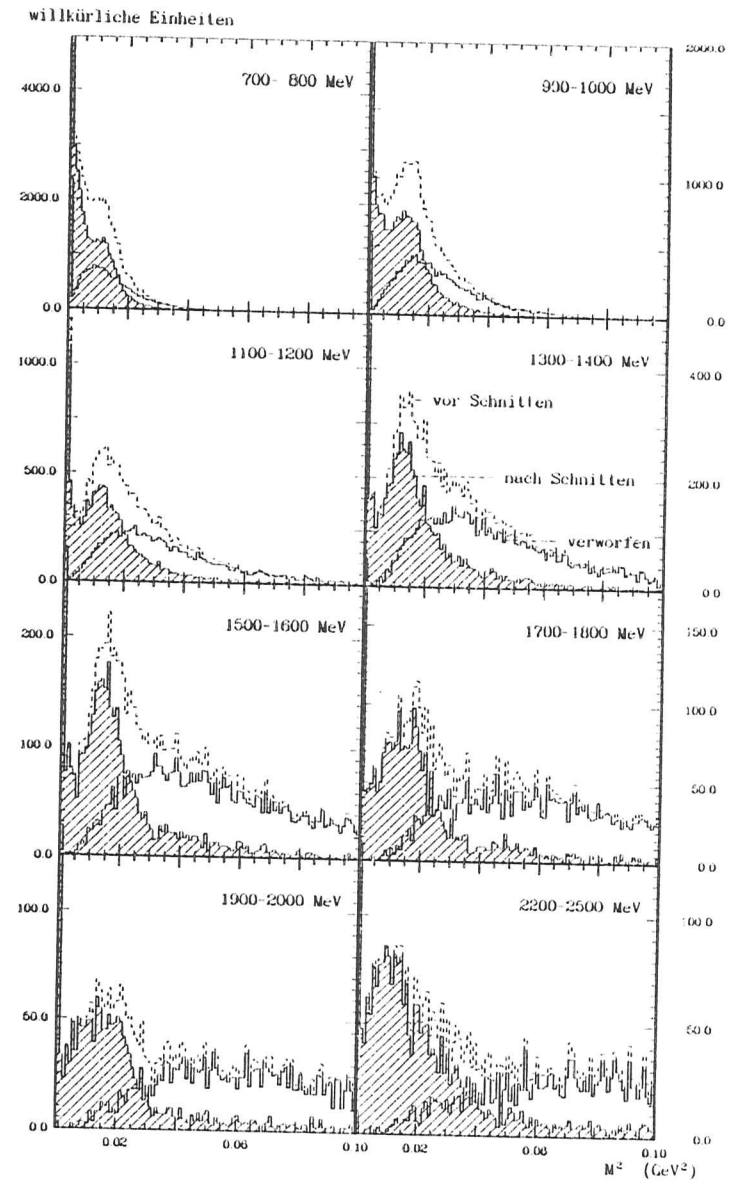 willkürliche Einheiten
2000.0
700- 800 MeV
900-1000 MeV
4000.0
2000.0
1000.0
0.0
0.0
1100-1200 MeV
1300-1400 MeV
1000.0
400.0
vor Schnitten
500.0
nach Schnitten
200.0
verworfen
0.0
0.0
1500-1600 MeV
1700-1800 MeV
200.0
150.0
100.0
100.0
50.0
0.0
0.0
1900-2000 MeV
2200-2500 MeV
100.0
100.0
50.0
50.0
0.0
0.0
0.02 0.06 0.10 0.02 0.06 0.10
M² (GeV²)